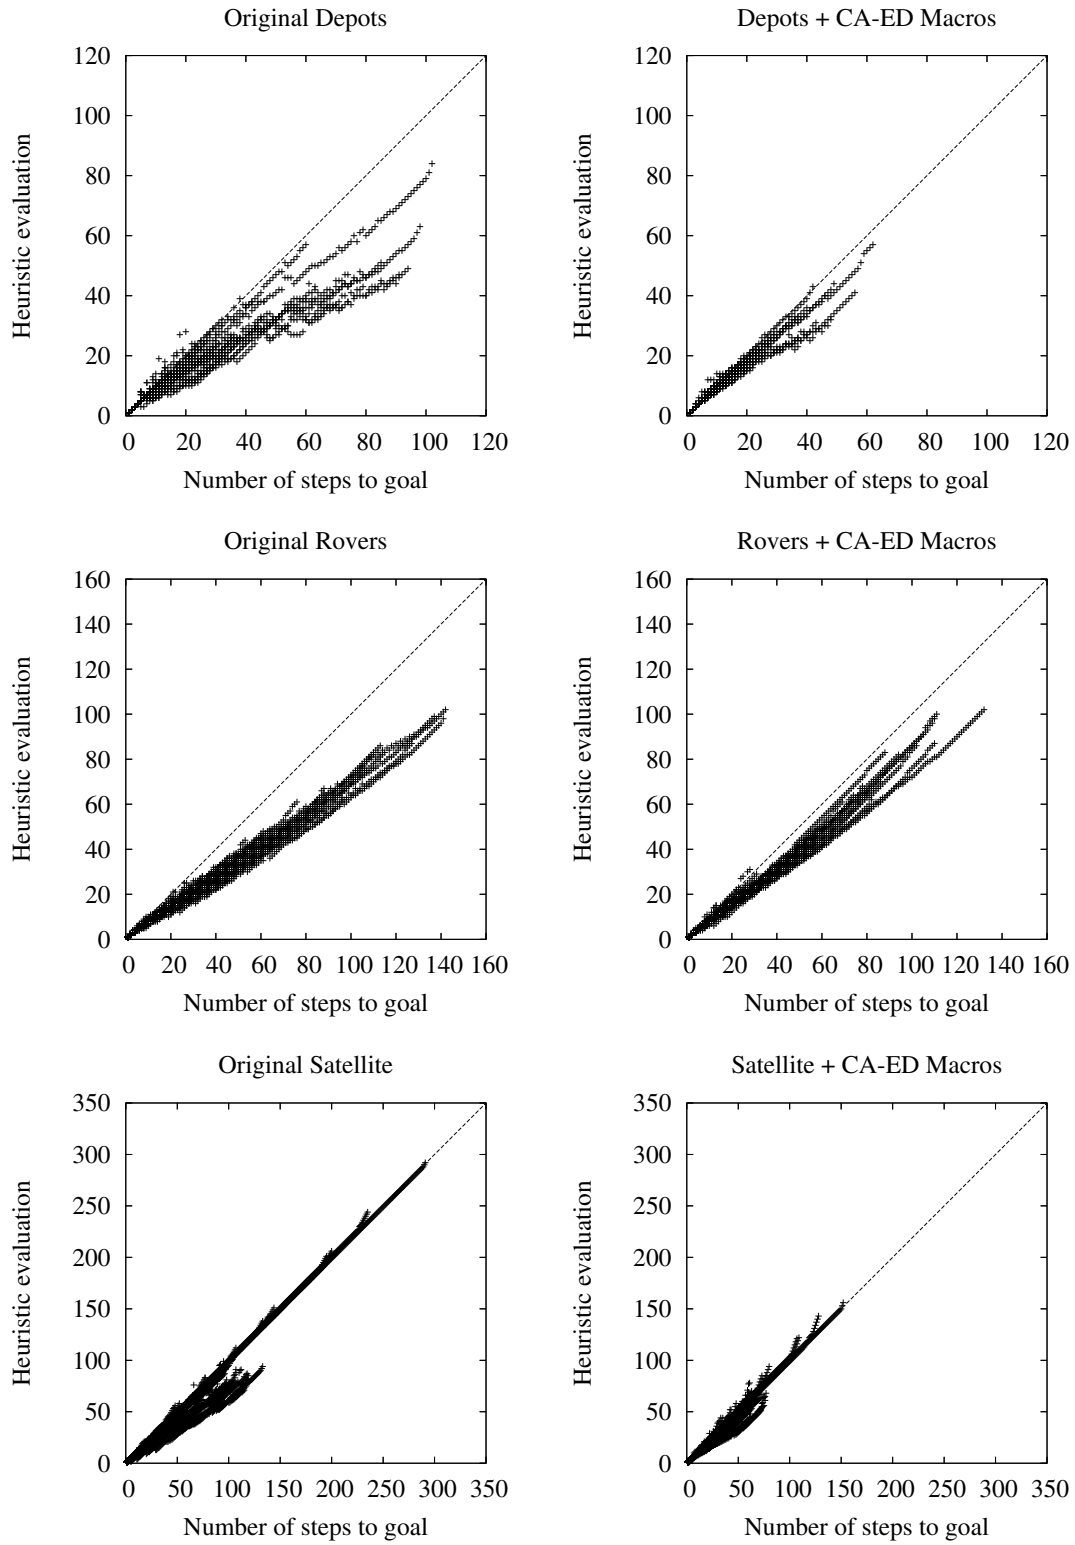 Original Depots
Depots + CA-ED Macros
120
100
80
60
40
20
0
Heuristic evaluation
0 20 40 60 80 100 120
Number of steps to goal
120
100
80
60
40
20
0
Heuristic evaluation
0 20 40 60 80 100 120
Number of steps to goal
Original Rovers
Rovers + CA-ED Macros
160
140
120
100
80
60
40
20
0
Heuristic evaluation
0 20 40 60 80 100 120 140 160
Number of steps to goal
160
140
120
100
80
60
40
20
0
Heuristic evaluation
0 20 40 60 80 100 120 140 160
Number of steps to goal
Original Satellite
Satellite + CA-ED Macros
350
300
250
200
150
100
50
0
Heuristic evaluation
0 50 100 150 200 250 300 350
Number of steps to goal
350
300
250
200
150
100
50
0
Heuristic evaluation
0 50 100 150 200 250 300 350
Number of steps to goal